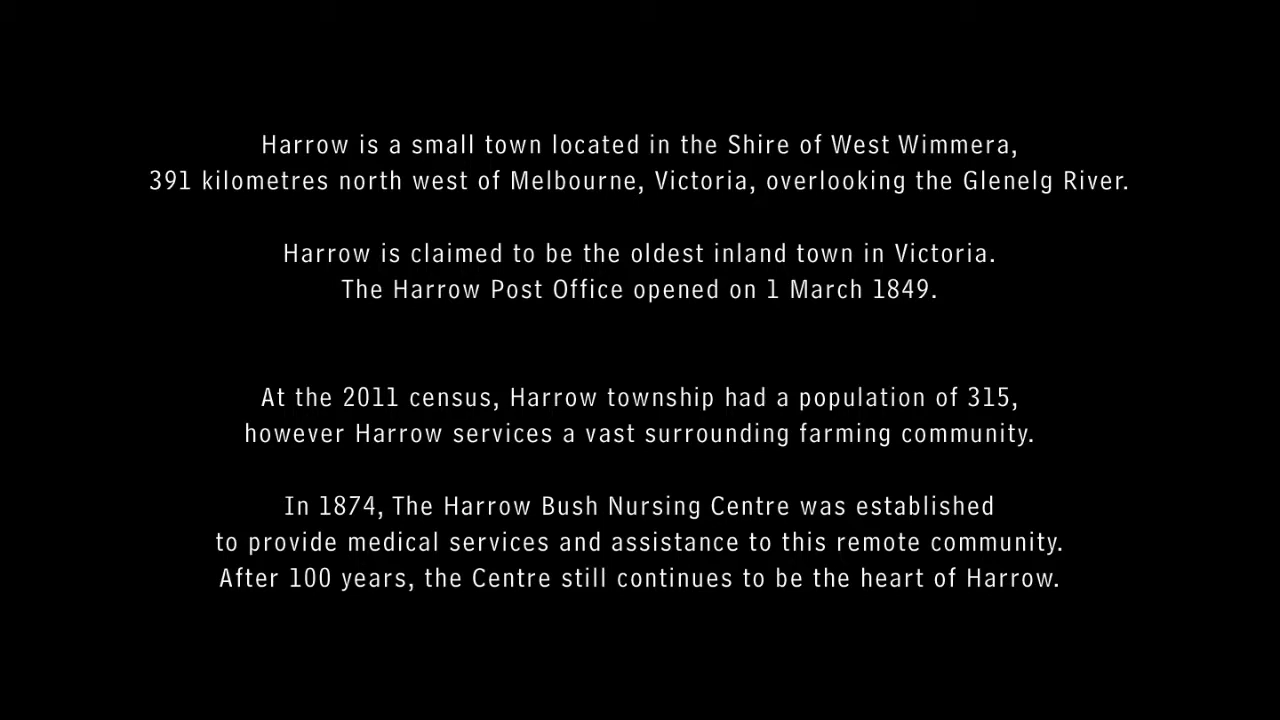 Harrow is a small town located in the Shire of West Wimmera,
391 kilometres north west of Melbourne, Victoria, overlooking the Glenelg River.
Harrow is claimed to be the oldest inland town in Victoria.
The Harrow Post Office opened on 1 March 1849.
At the 2011 census, Harrow township had a population of 315,
however Harrow services a vast surrounding farming community.
In 1874, The Harrow Bush Nursing Centre was established
to provide medical services and assistance to this remote community.
After 100 years, the Centre still continues to be the heart of Harrow.